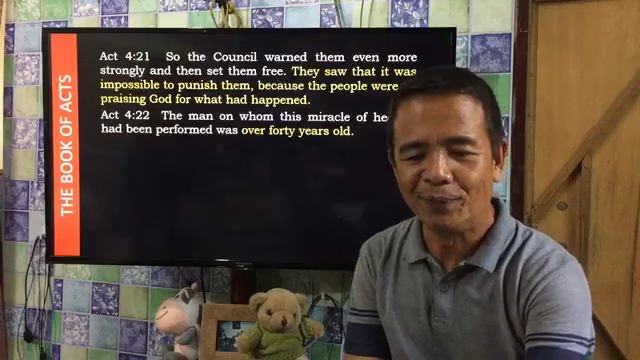 THE BOOK OF ACTS
Act 4:21 So the Council warned them even more
strongly and then set them free. They saw that it was
impossible to punish them, because the people were
praising God for what had happened.
Act 4:22 The man on whom this miracle of
had been performed was over forty years old.